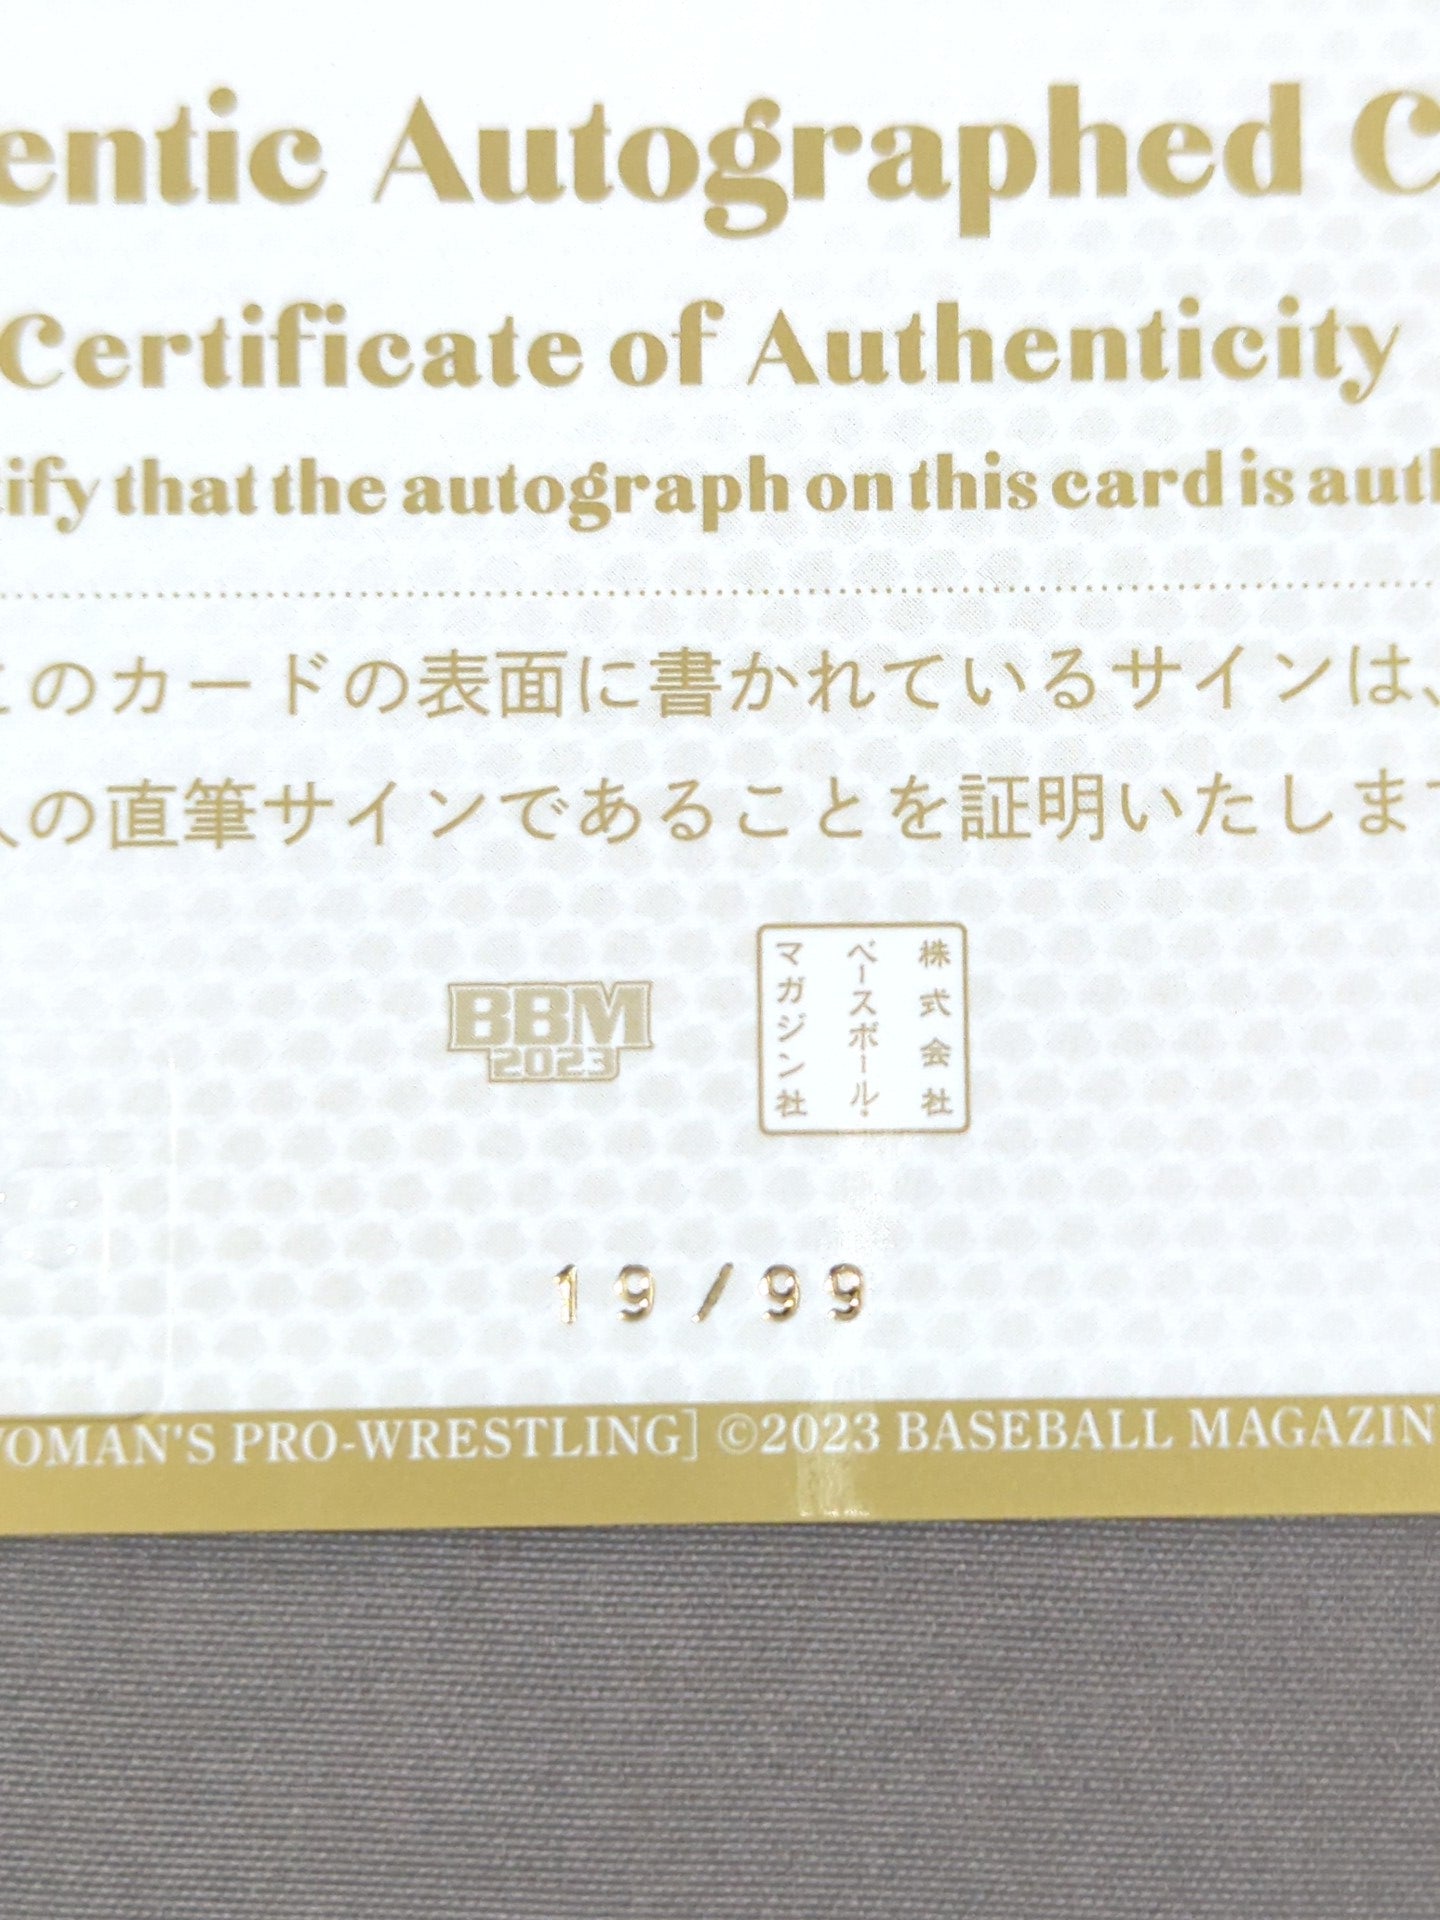 entic Autographed C
Certificate of Authenticity
tify that the autograph on this card is auth
このカードの表面に書かれているサインは、
の直筆サインであることを証明いたします
BBM
2023
株式会社
ベースボール・
マガジン社
19/99
WOMAN'S PRO-WRESTLING] ©2023 BASEBALL MAGAZIN